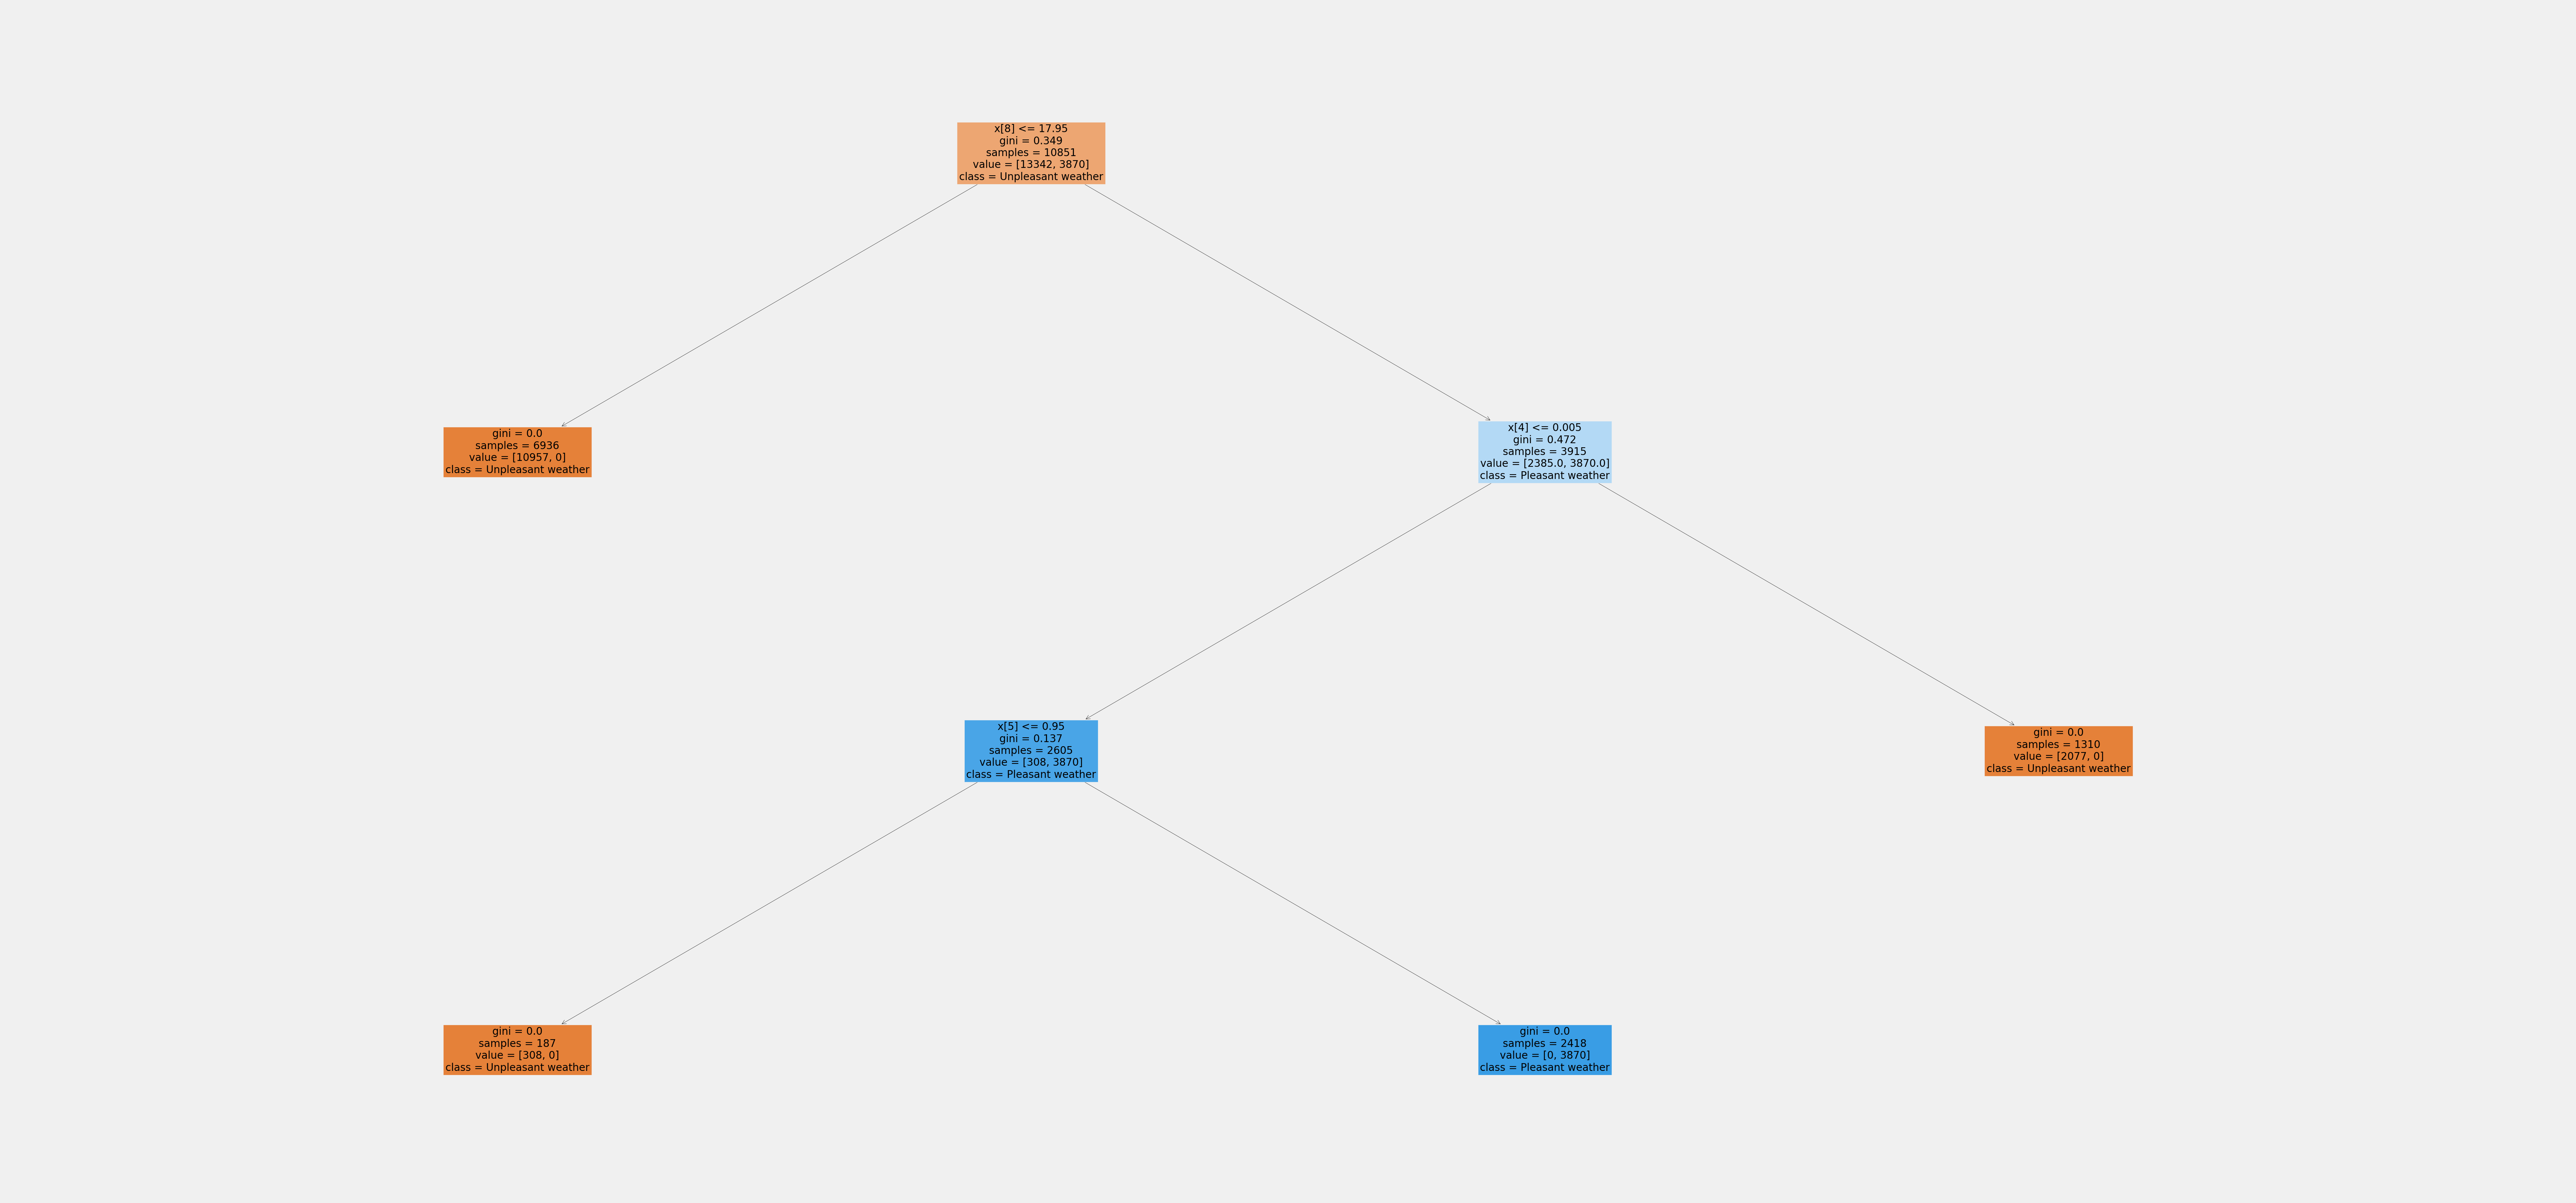 x[8] <= 17.95
gini = 0.349
samples = 10851
value = [13342, 3870]
class = Unpleasant weather
gini = 0.0
samples = 6936
value = [10957, 0]
class = Unpleasant weather
x[4] <= 0.005
gini = 0.472
samples = 3915
value = [2385.0, 3870.0]
class = Pleasant weather
x[5] <= 0.95
gini = 0.137
samples = 2605
value = [308, 3870]
class = Pleasant weather
gini = 0.0
samples = 1310
value = [2077, 0]
class = Unpleasant weather
gini = 0.0
samples = 187
value = [308, 0]
class = Unpleasant weather
gini = 0.0
samples = 2418
value = [0, 3870]
class = Pleasant weather